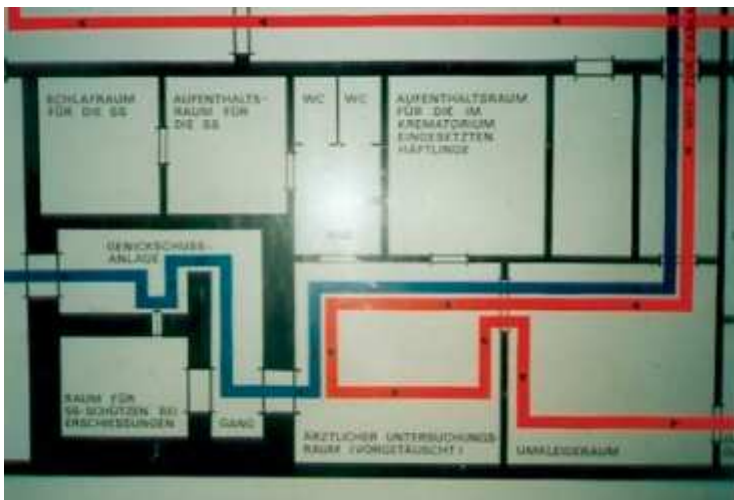 SCHLAFRAUM
FÜR DIE SS
AUFENTHALTS-
RAUM FÜR
DIE SS
WC
WC
AUFENTHALTSRAUM
FÜR DIE IM
KREMATORIUM
EINGESETZTEN
HÄFTLINGE
GENICKSCHUSS-
ANLAGE
RAUM FÜR
SS-SCHÜTZEN BEI
ERSCHIESSUNGEN
GANG
ÄRZTLICHER UNTERSUCHUNGS-
RAUM (VORGETÄUSCHT)
UMKLEIDERAUM